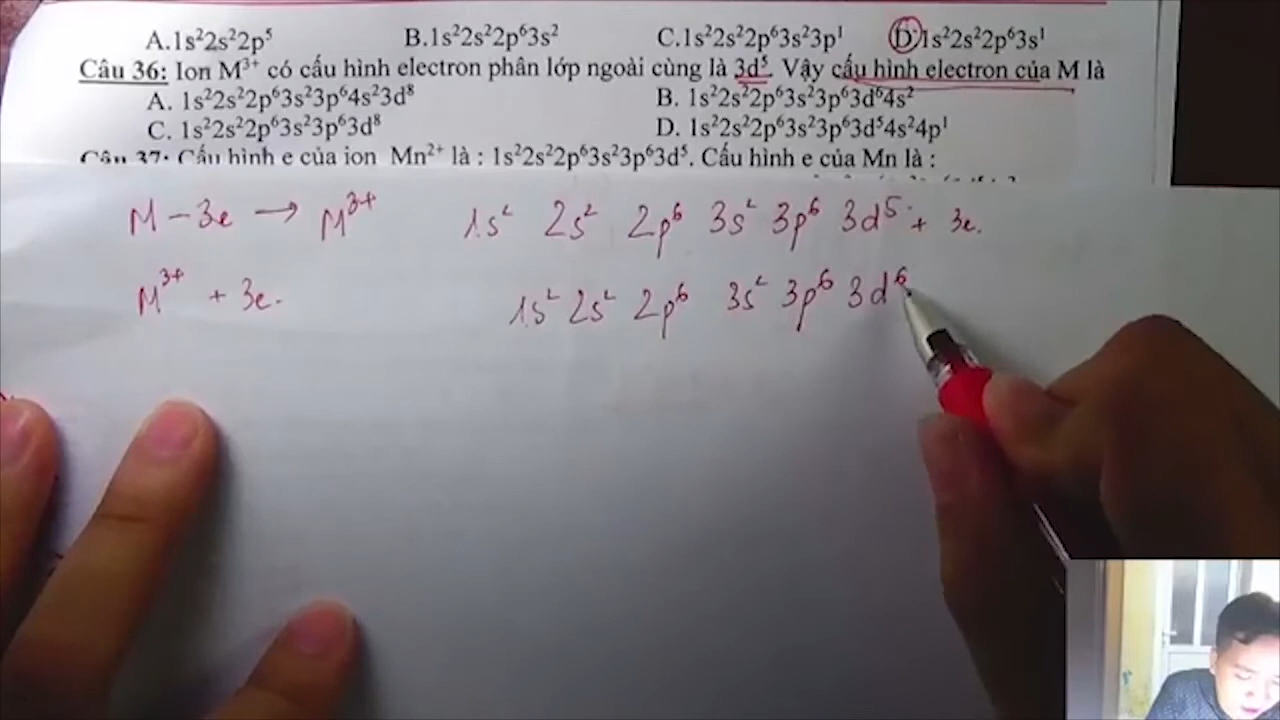 A.1s²2s²2p⁵ B.1s²2s²2p⁶3s² C.1s²2s²2p⁶3s²3p¹ D.1s²2s²2p⁶3s¹
Câu 36: Ion M³⁺ có cấu hình electron phân lớp ngoài cùng là 3d⁵. Vậy cấu hình electron của M là
A. 1s²2s²2p⁶3s²3p⁶4s²3d⁸ B. 1s²2s²2p⁶3s²3p⁶3d⁶4s²
C. 1s²2s²2p⁶3s²3p⁶3d⁸ D. 1s²2s²2p⁶3s²3p⁶3d⁵4s²4p¹
Câu 37: Cấu hình e của ion Mn²⁺ là : 1s²2s²2p⁶3s²3p⁶3d⁵. Cấu hình e của Mn là :
M − 3e → M³⁺ 1s² 2s² 2p⁶ 3s² 3p⁶ 3d⁵ + 3e.
M³⁺ + 3e. 1s² 2s² 2p⁶ 3s² 3p⁶ 3d⁶